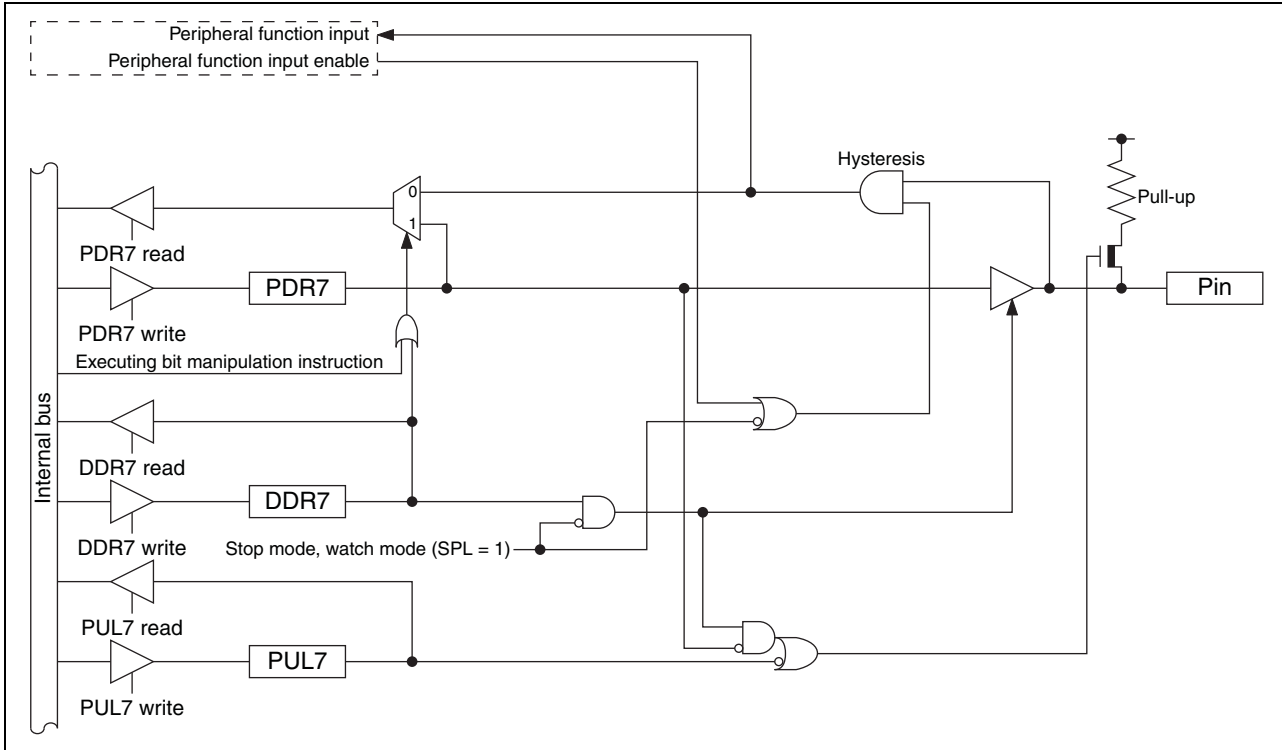 Peripheral function input
Peripheral function input enable
Hysteresis
0
Pull-up
1
PDR7 read
PDR7
Pin
PDR7 write
Executing bit manipulation instruction
Internal bus
DDR7 read
DDR7
DDR7 write
Stop mode, watch mode (SPL = 1)
PUL7 read
PUL7
PUL7 write